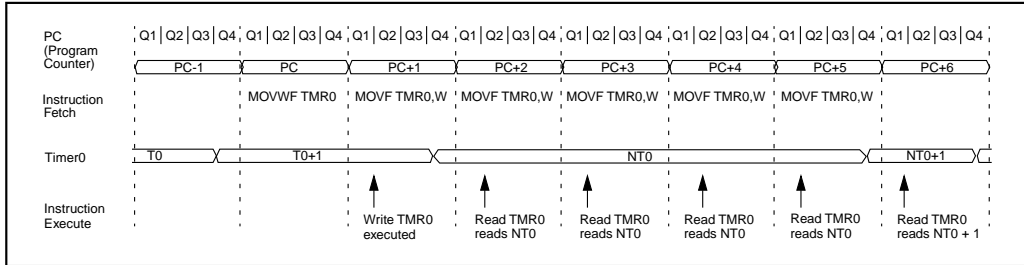 PC (Program Counter)
Q1 Q2 Q3 Q4 Q1 Q2 Q3 Q4 Q1 Q2 Q3 Q4 Q1 Q2 Q3 Q4 Q1 Q2 Q3 Q4 Q1 Q2 Q3 Q4 Q1 Q2 Q3 Q4 Q1 Q2 Q3 Q4
PC-1 PC PC+1 PC+2 PC+3 PC+4 PC+5 PC+6
Instruction Fetch
MOVWF TMR0 MOVF TMR0,W MOVF TMR0,W MOVF TMR0,W MOVF TMR0,W MOVF TMR0,W
Timer0
T0 T0+1 NT0 NT0+1
Instruction Execute
Write TMR0 executed
Read TMR0 reads NT0
Read TMR0 reads NT0
Read TMR0 reads NT0
Read TMR0 reads NT0
Read TMR0 reads NT0 + 1